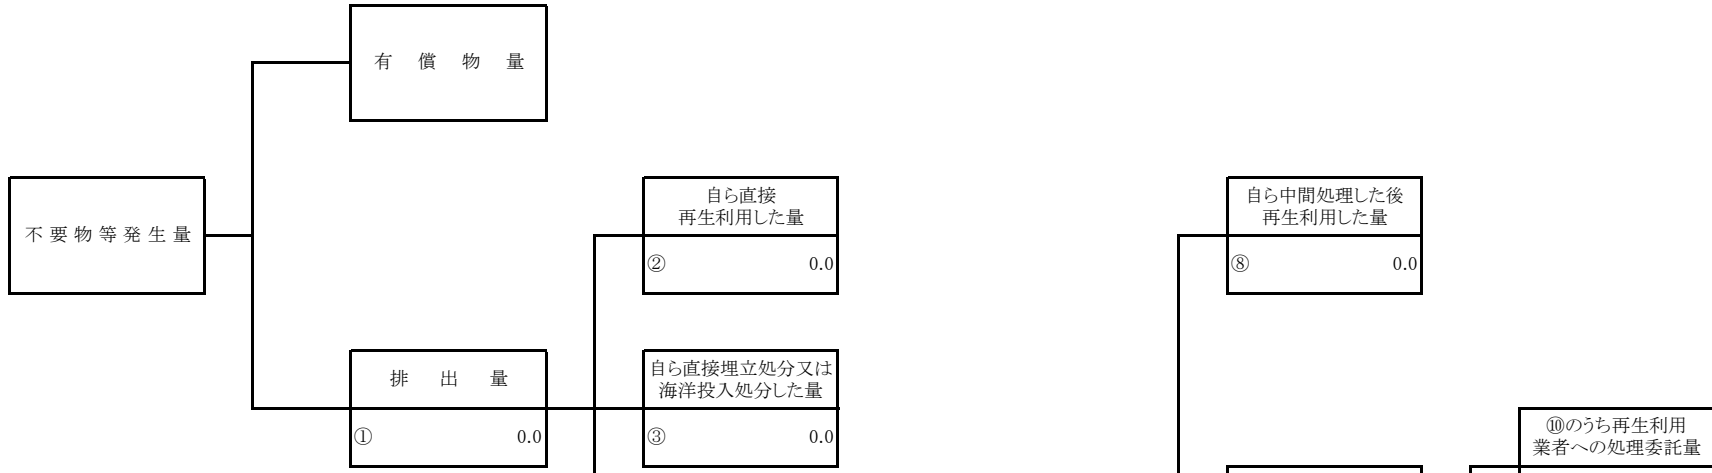 有 償 物 量
不 要 物 等 発 生 量
自ら直接
再生利用した量
② 0.0
自ら中間処理した後
再生利用した量
⑧ 0.0
排 出 量
① 0.0
自ら直接埋立処分又は
海洋投入処分した量
③ 0.0
⑩のうち再生利用
業者への処理委託量